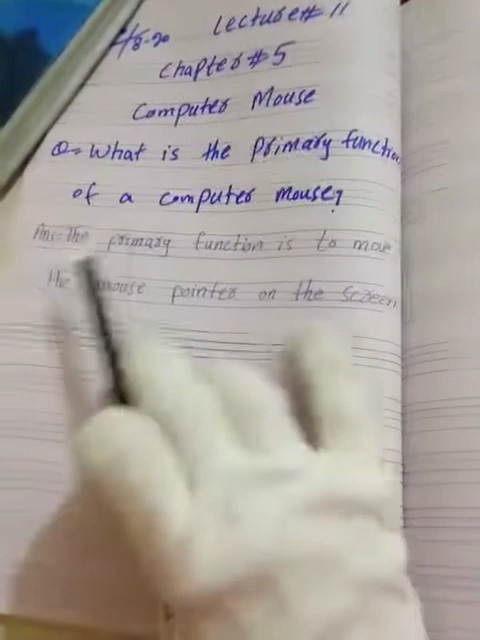 Lecture# 11
Chapter#5
Computer Mouse
Q= What is the primary function
of a computer mouse?
Ans= The primary function is to move
the mouse pointer on the screen